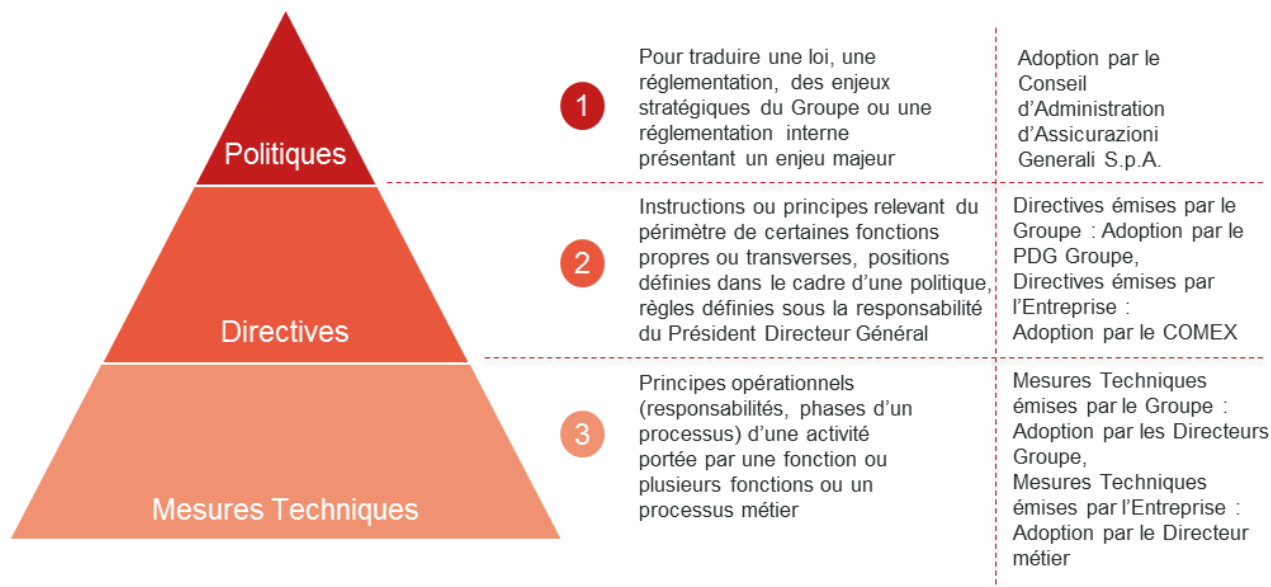 Politiques
1
Pour traduire une loi, une
réglementation, des enjeux
stratégiques du Groupe ou une
réglementation interne
présentant un enjeu majeur
Adoption par le
Conseil
d’Administration
d’Assicurazioni
Generali S.p.A.
Directives
2
Instructions ou principes relevant du
périmètre de certaines fonctions
propres ou transverses, positions
définies dans le cadre d’une politique,
règles définies sous la responsabilité
du Président Directeur Général
Directives émises par le
Groupe : Adoption par le
PDG Groupe,
Directives émises par
l’Entreprise :
Adoption par le COMEX
Mesures Techniques
3
Principes opérationnels
(responsabilités, phases d’un
processus) d’une activité
portée par une fonction ou
plusieurs fonctions ou un
processus métier
Mesures Techniques
émises par le Groupe :
Adoption par les Directeurs
Groupe,
Mesures Techniques
émises par l’Entreprise :
Adoption par le Directeur
métier